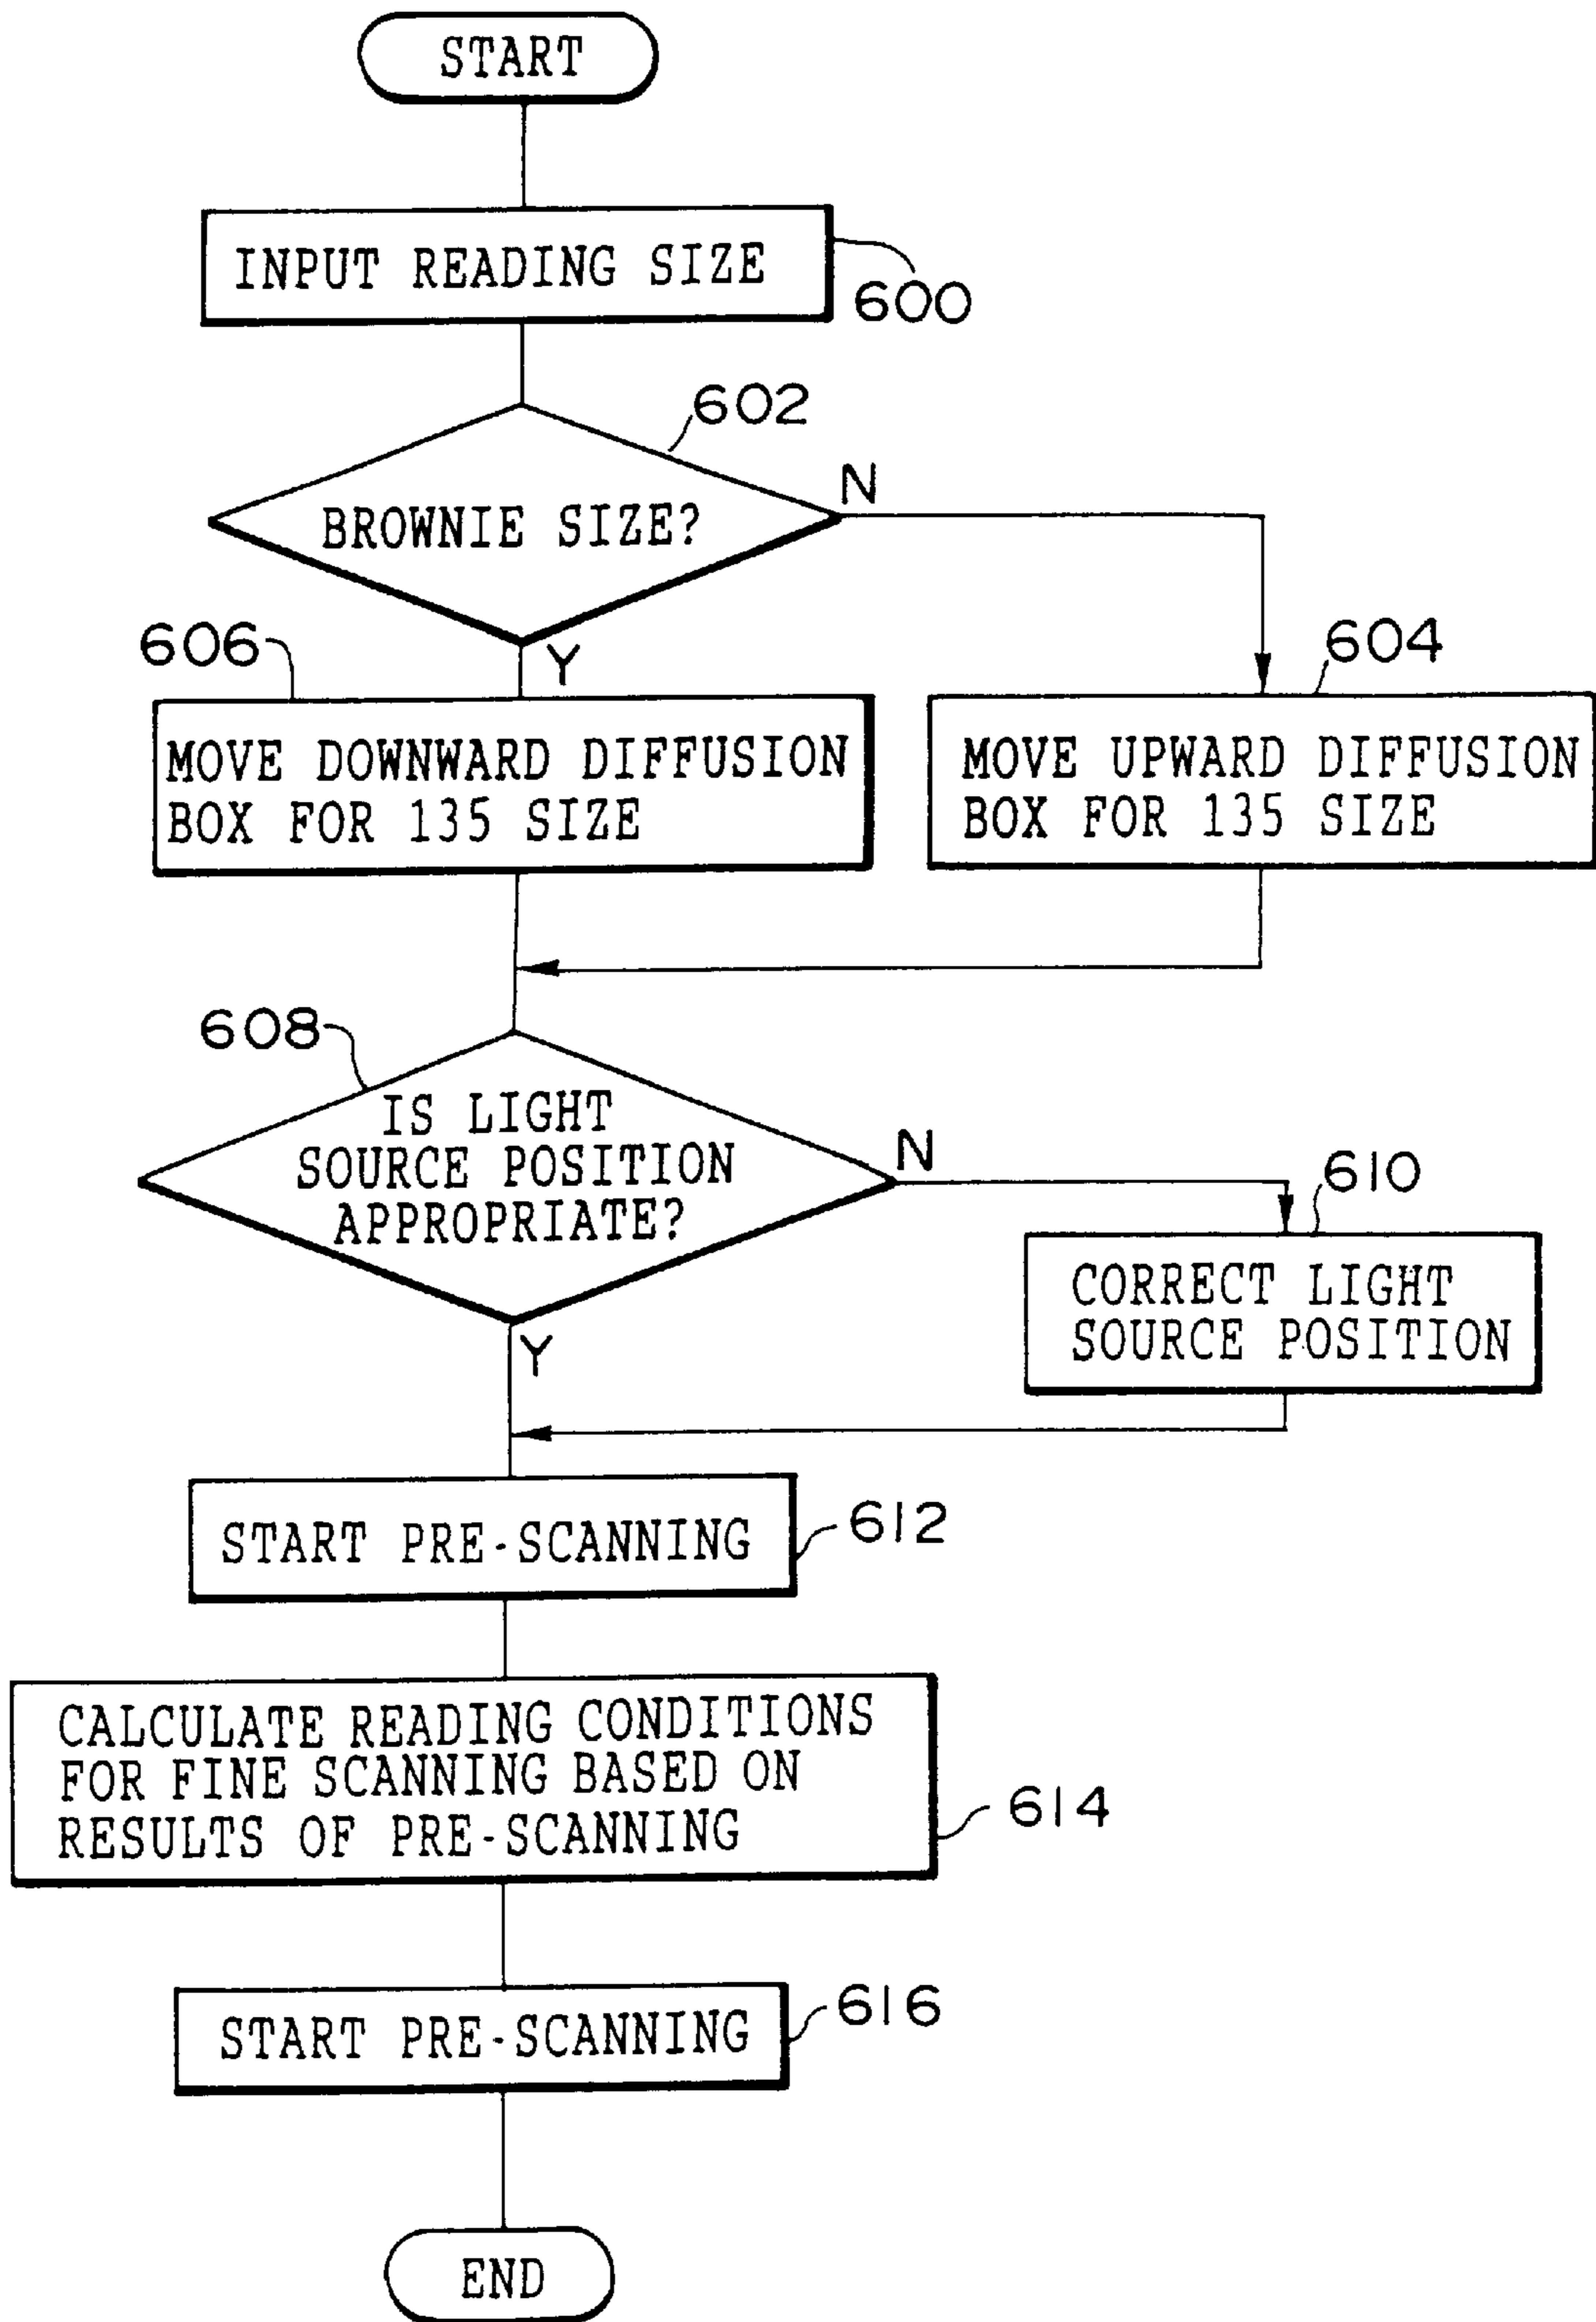 START
INPUT READING SIZE
600
602
BROWNIE SIZE?
N
Y
606
604
MOVE DOWNWARD DIFFUSION
BOX FOR 135 SIZE
MOVE UPWARD DIFFUSION
BOX FOR 135 SIZE
608
IS LIGHT
SOURCE POSITION
APPROPRIATE?
N
Y
610
CORRECT LIGHT
SOURCE POSITION
START PRE-SCANNING
612
CALCULATE READING CONDITIONS
FOR FINE SCANNING BASED ON
RESULTS OF PRE-SCANNING
614
START PRE-SCANNING
616
END